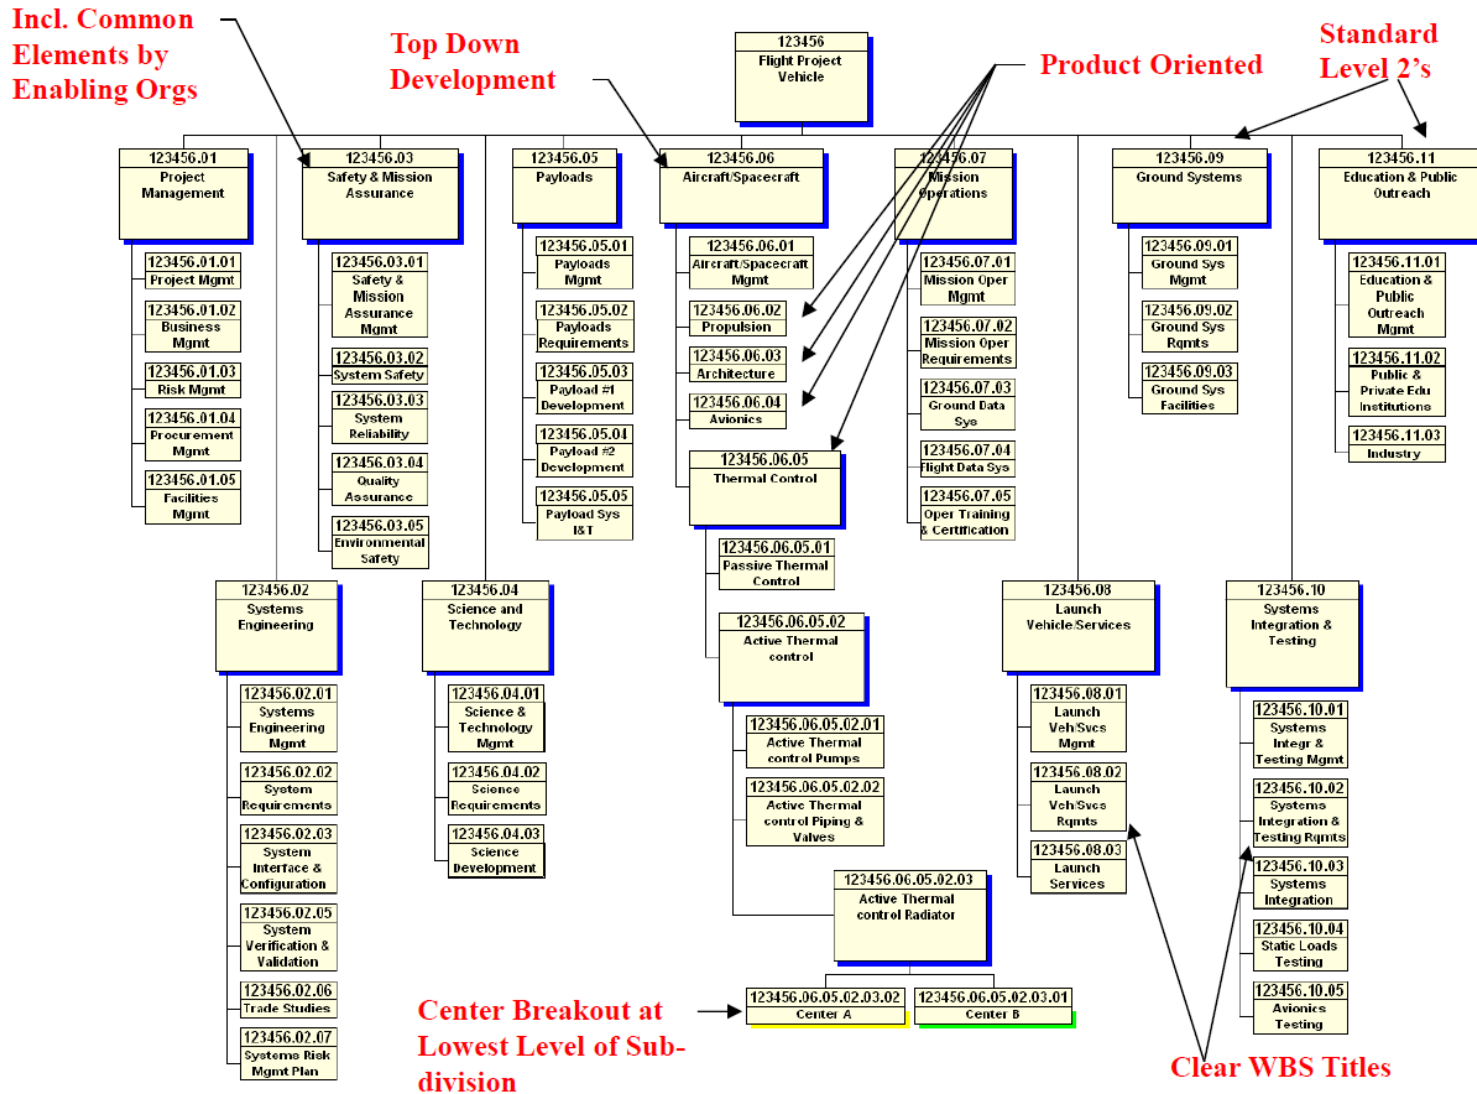 Incl. Common
Elements by
Enabling Orgs
Top Down
Development
Product Oriented
Standard
Level 2’s
123456
Flight Project
Vehicle
123456.01
Project
Management
123456.01.01
Project Mgmt
123456.01.02
Business
Mgmt
123456.01.03
Risk Mgmt
123456.01.04
Procurement
Mgmt
123456.01.05
Facilities
Mgmt
123456.03
Safety & Mission
Assurance
123456.03.01
Safety &
Mission
Assurance
Mgmt
123456.03.02
System Safety
123456.03.03
System
Reliability
123456.03.04
Quality
Assurance
123456.03.05
Environmental
Safety
123456.05
Payloads
123456.05.01
Payloads
Mgmt
123456.05.02
Payloads
Requirements
123456.05.03
Payload #1
Development
123456.05.04
Payload #2
Development
123456.05.05
Payload Sys
I&T
123456.06
Aircraft/Spacecraft
123456.06.01
Aircraft/Spacecraft
Mgmt
123456.06.02
Propulsion
123456.06.03
Architecture
123456.06.04
Avionics
123456.06.05
Thermal Control
123456.06.05.01
Passive Thermal
Control
123456.06.05.02
Active Thermal
control
123456.06.05.02.01
Active Thermal
control Pumps
123456.06.05.02.02
Active Thermal
control Piping &
Valves
123456.06.05.02.03
Active Thermal
control Radiator
123456.06.05.02.03.02
Center A
123456.06.05.02.03.01
Center B
123456.07
Mission
Operations
123456.07.01
Mission Oper
Mgmt
123456.07.02
Mission Oper
Requirements
123456.07.03
Ground Data
Sys
123456.07.04
Flight Data Sys
123456.07.05
Oper Training
& Certification
123456.09
Ground Systems
123456.09.01
Ground Sys
Mgmt
123456.09.02
Ground Sys
Rqmts
123456.09.03
Ground Sys
Facilities
123456.11
Education & Public
Outreach
123456.11.01
Education &
Public
Outreach
Mgmt
123456.11.02
Public &
Private Edu
Institutions
123456.11.03
Industry
123456.02
Systems
Engineering
123456.02.01
Systems
Engineering
Mgmt
123456.02.02
System
Requirements
123456.02.03
System
Interface &
Configuration
123456.02.05
System
Verification &
Validation
123456.02.06
Trade Studies
123456.02.07
Systems Risk
Mgmt Plan
123456.04
Science and
Technology
123456.04.01
Science &
Technology
Mgmt
123456.04.02
Science
Requirements
123456.04.03
Science
Development
123456.08
Launch
Vehicle/Services
123456.08.01
Launch
Veh/Svcs
Mgmt
123456.08.02
Launch
Veh/Svcs
Rqmts
123456.08.03
Launch
Services
123456.10
Systems
Integration &
Testing
123456.10.01
Systems
Integr &
Testing Mgmt
123456.10.02
Systems
Integration &
Testing Rqmts
123456.10.03
Systems
Integration
123456.10.04
Static Loads
Testing
123456.10.05
Avionics
Testing
Center Breakout at
Lowest Level of Sub-
division
Clear WBS Titles